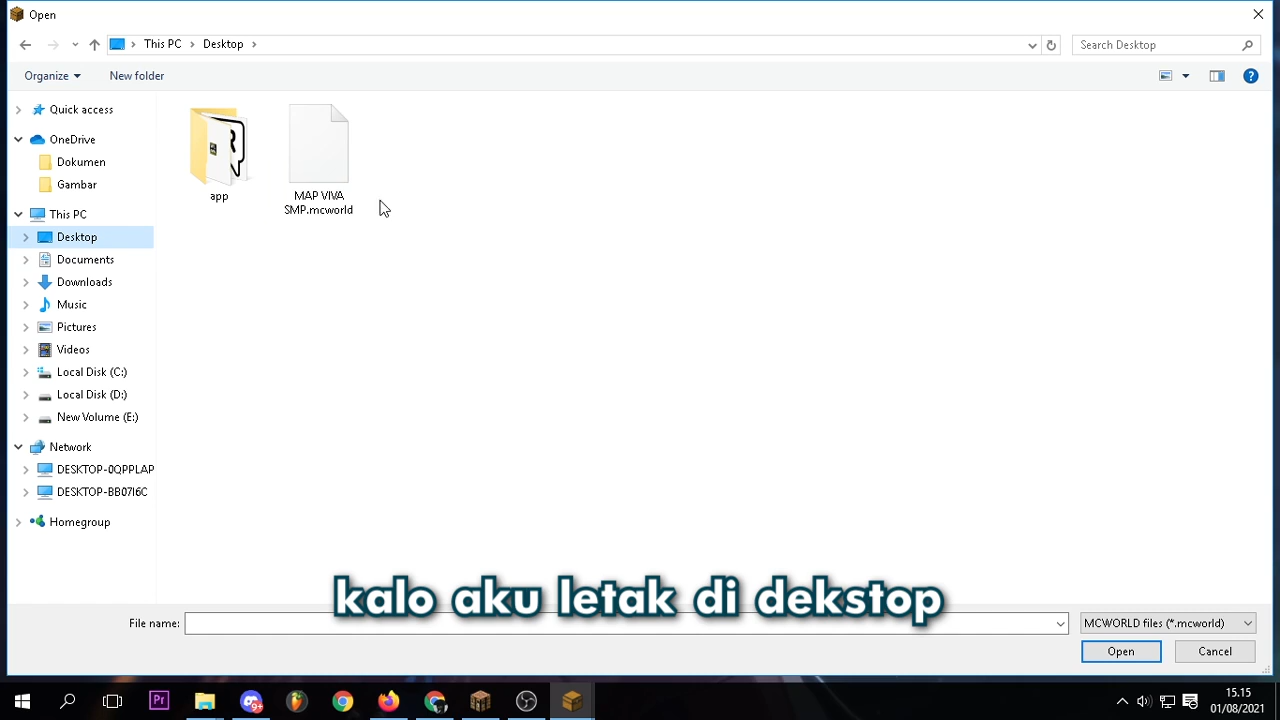 Open
This PC
Desktop
Search Desktop
Organize
New folder
Quick access
OneDrive
Dokumen
Gambar
This PC
Desktop
Documents
Downloads
Music
Pictures
Videos
Local Disk (C:)
Local Disk (D:)
New Volume (E:)
Network
DESKTOP-0QPPLAP
DESKTOP-BB07I6C
Homegroup
app
MAP VIVA
SMP.mcworld
kalo aku letak di dekstop
File name:
MCWORLD files (*.mcworld)
Open
Cancel
Pr
9+
15.15
01/08/2021